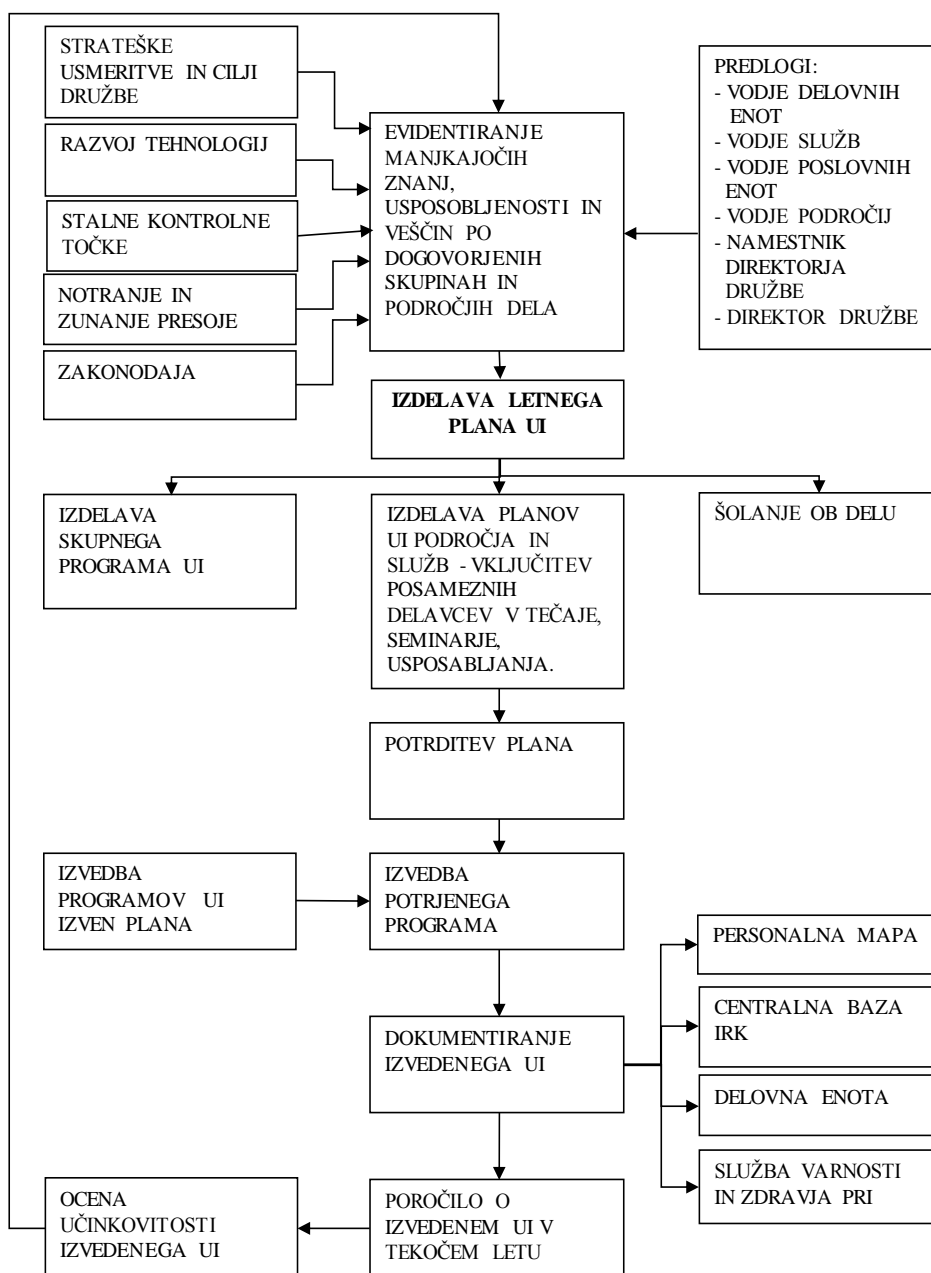 STRATEŠKE
USMERITVE IN CILJI
DRUŽBE
RAZVOJ TEHNOLOGIJ
STALNE KONTROLNE
TOČKE
NOTRANJE IN
ZUNANJE PRESOJE
ZAKONODAJA
EVIDENTIRANJE
MANJKAJOČIH
ZNANJ,
USPOSOBLJENOSTI IN
VEŠČIN PO
DOGOVORJENIH
SKUPINAH IN
PODROČJIH DELA
PREDLOGI:
- VODJE DELOVNIH
ENOT
- VODJE SLUŽB
- VODJE POSLOVNIH
ENOT
- VODJE PODROČIJ
- NAMESTNIK
DIREKTORJA
DRUŽBE
- DIREKTOR DRUŽBE
IZDELAVA LETNEGA
PLANA UI
IZDELAVA
SKUPNEGA
PROGRAMA UI
IZDELAVA PLANOV
UI PODROČJA IN
SLUŽB - VKLJUČITEV
POSAMEZNIH
DELAVCEV V TEČAJE,
SEMINARJE,
USPOSABLJANJA.
ŠOLANJE OB DELU
POTRDITEV PLANA
IZVEDBA
PROGRAMOV UI
IZVEN PLANA
IZVEDBA
POTRJENEGA
PROGRAMA
DOKUMENTIRANJE
IZVEDENEGA UI
PERSONALNA MAPA
CENTRALNA BAZA
IRK
DELOVNA ENOTA
SLUŽBA VARNOSTI
IN ZDRAVJA PRI
POROČILO O
IZVEDENEM UI V
TEKOČEM LETU
OCENA
UČINKOVITOSTI
IZVEDENEGA UI